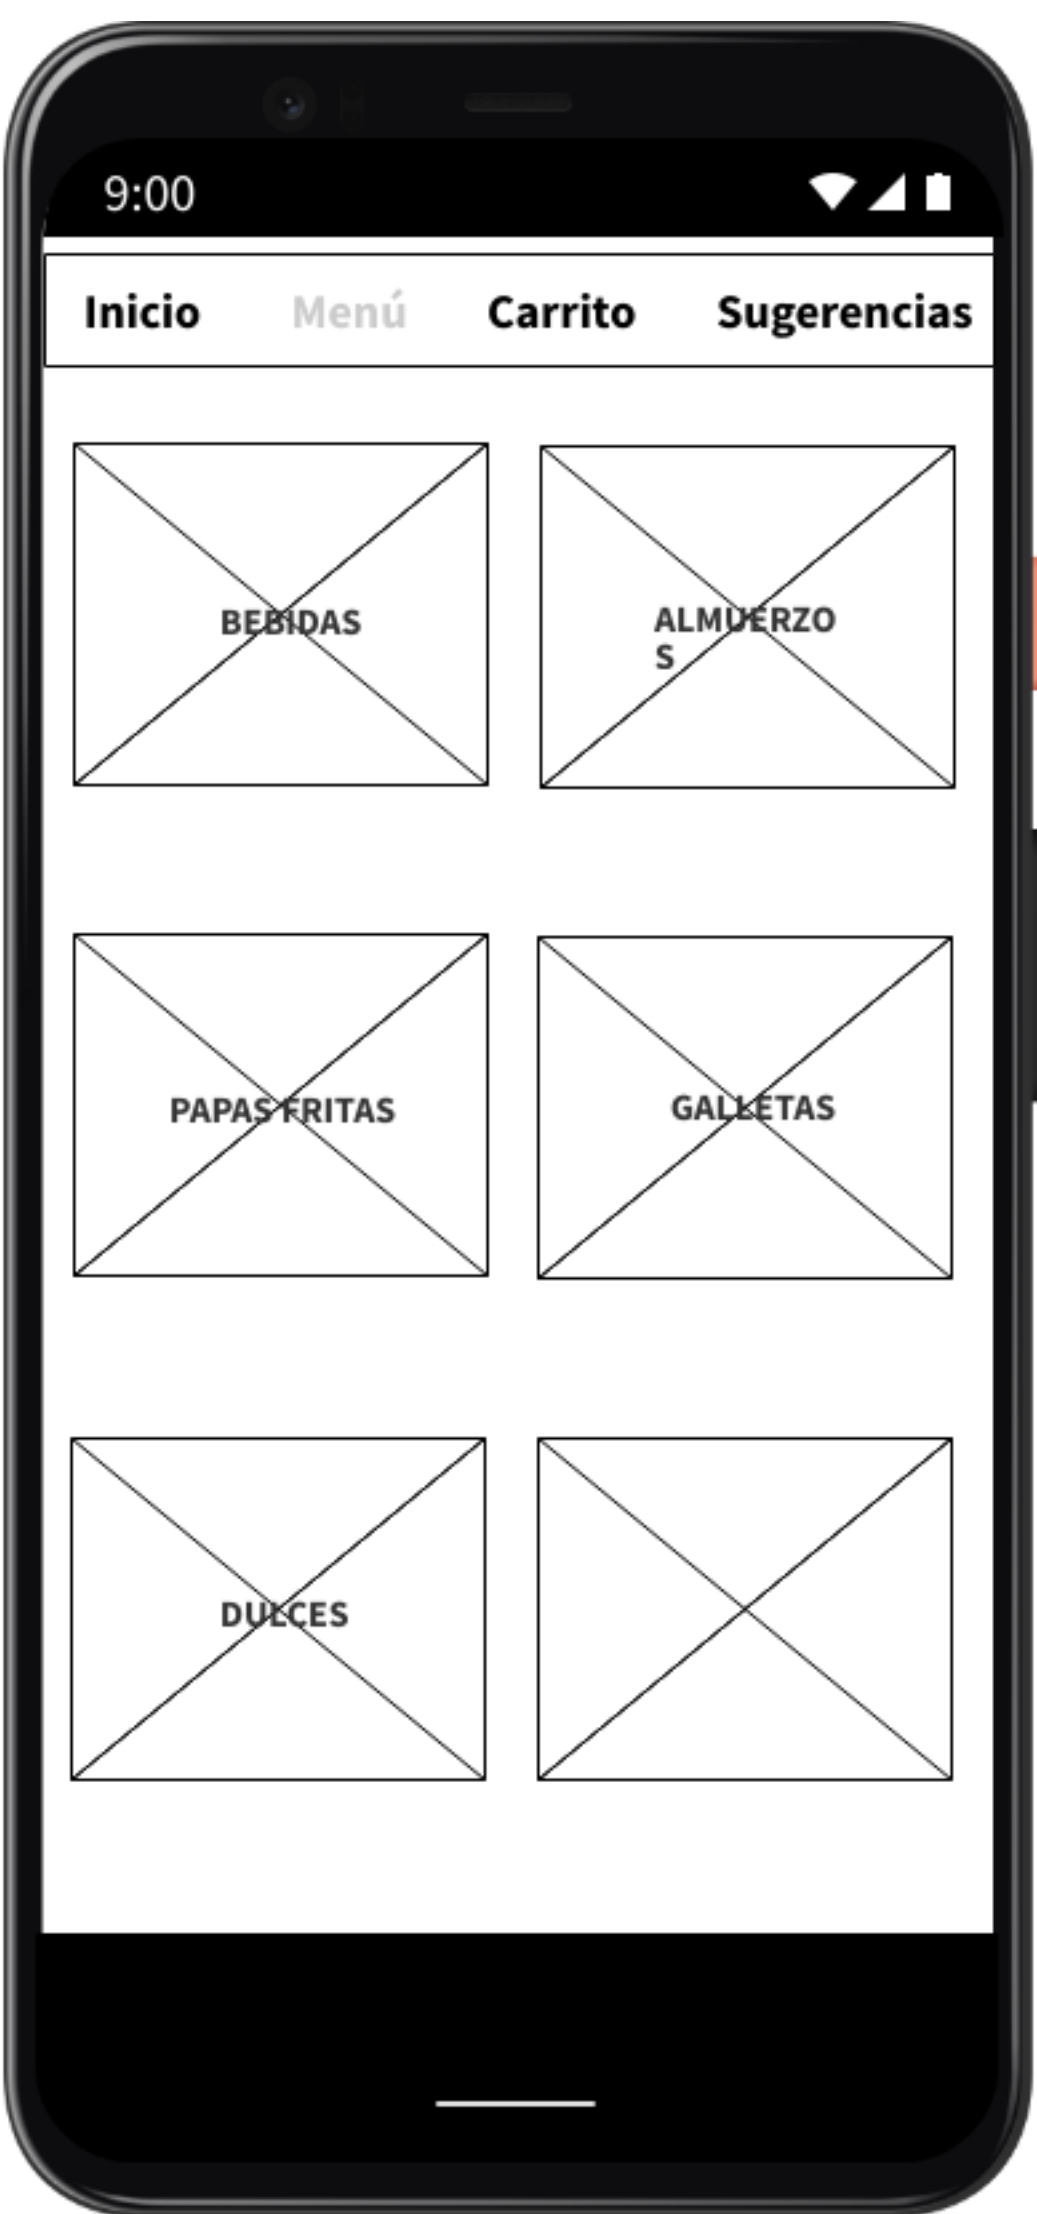 9:00
Inicio Menú Carrito Sugerencias
BEBIDAS
ALMUERZO
S
PAPAS FRITAS
GALLETAS
DULCES